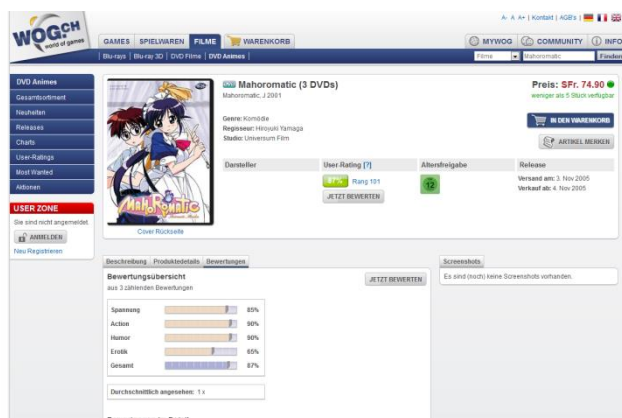 A- A A+ | Kontakt | AGB's |
WOG.CH
world of games
GAMES SPIELWAREN FILME WARENKORB
MYWOG COMMUNITY INFO
Blu-rays | Blu-ray 3D | DVD Filme | DVD Animes |
Filme Mahoromatic Finden
DVD Animes
Gesamtsortiment
Neuheiten
Releases
Charts
User-Ratings
Most Wanted
Aktionen
USER ZONE
Sie sind nicht angemeldet.
ANMELDEN
Neu Registrieren
MAHOROMATIC
Cover Rückseite
Mahoromatic (3 DVDs)
Mahoromatic, J 2001
Genre: Komödie
Regisseur: Hiroyuki Yamaga
Studio: Universum Film
Preis: SFr. 74.90
weniger als 5 Stück verfügbar
IN DEN WARENKORB
ARTIKEL MERKEN
Darsteller User-Rating [?] Altersfreigabe Release
87% Rang 101
JETZT BEWERTEN
12
Versand am: 3. Nov 2005
Verkauf ab: 4. Nov 2005
Beschreibung Produktedetails Bewertungen
Bewertungsübersicht
aus 3 zählenden Bewertungen
JETZT BEWERTEN
Spannung 85%
Action 90%
Humor 90%
Erotik 65%
Gesamt 87%
Durchschnittlich angesehen: 1 x
Screenshots
Es sind (noch) keine Screenshots vorhanden.